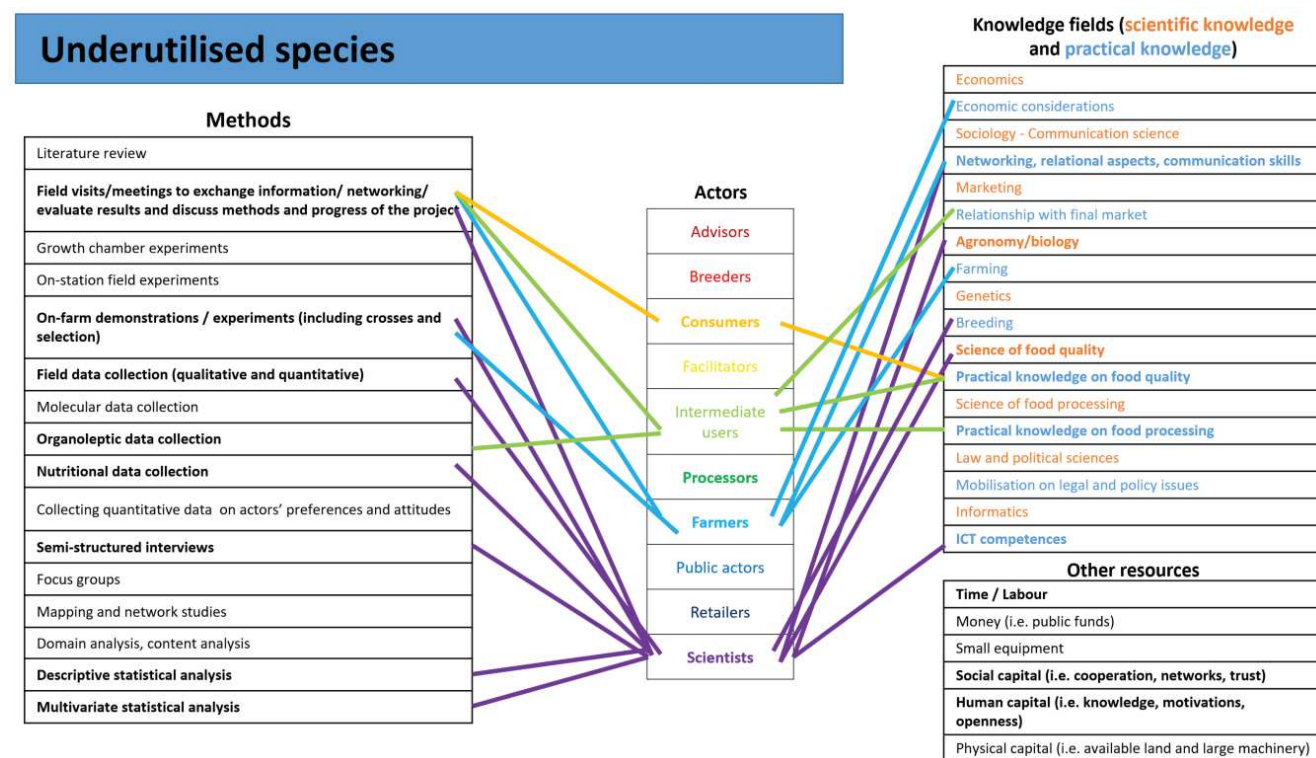 Underutilised species
Methods
Literature review
Field visits/meetings to exchange information/ networking/
evaluate results and discuss methods and progress of the project
Growth chamber experiments
On-station field experiments
On-farm demonstrations / experiments (including crosses and
selection)
Field data collection (qualitative and quantitative)
Molecular data collection
Organoleptic data collection
Nutritional data collection
Collecting quantitative data on actors’ preferences and attitudes
Semi-structured interviews
Focus groups
Mapping and network studies
Domain analysis, content analysis
Descriptive statistical analysis
Multivariate statistical analysis
Actors
Advisors
Breeders
Consumers
Facilitators
Intermediate
users
Processors
Farmers
Public actors
Retailers
Scientists
Knowledge fields (scientific knowledge
and practical knowledge)
Economics
Economic considerations
Sociology - Communication science
Networking, relational aspects, communication skills
Marketing
Relationship with final market
Agronomy/biology
Farming
Genetics
Breeding
Science of food quality
Practical knowledge on food quality
Science of food processing
Practical knowledge on food processing
Law and political sciences
Mobilisation on legal and policy issues
Informatics
ICT competences
Other resources
Time / Labour
Money (i.e. public funds)
Small equipment
Social capital (i.e. cooperation, networks, trust)
Human capital (i.e. knowledge, motivations,
openness)
Physical capital (i.e. available land and large machinery)